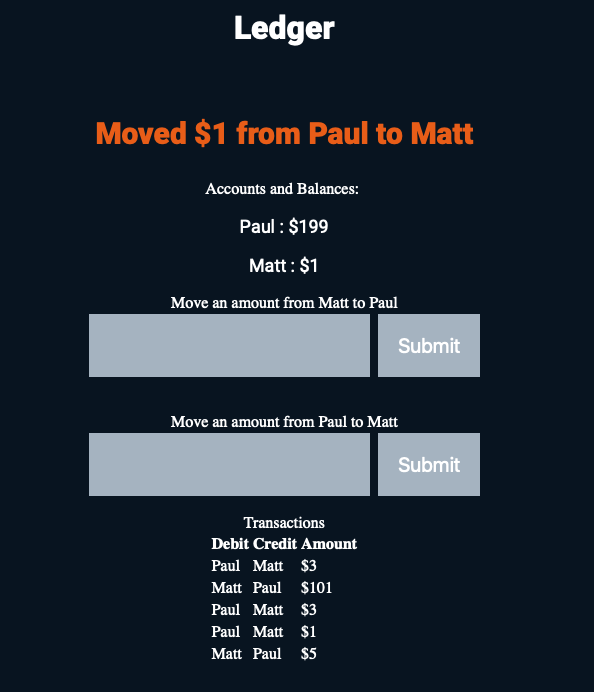 Ledger
Moved $1 from Paul to Matt
Accounts and Balances:
Paul : $199
Matt : $1
Move an amount from Matt to Paul
Submit
Move an amount from Paul to Matt
Submit
Transactions
Debit Credit Amount
Paul Matt $3
Matt Paul $101
Paul Matt $3
Paul Matt $1
Matt Paul $5